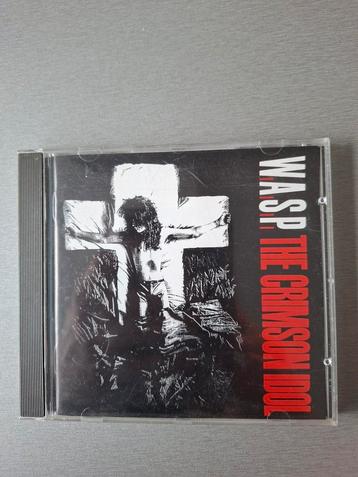 W.A.S.P.
THE CRIMSON IDOL